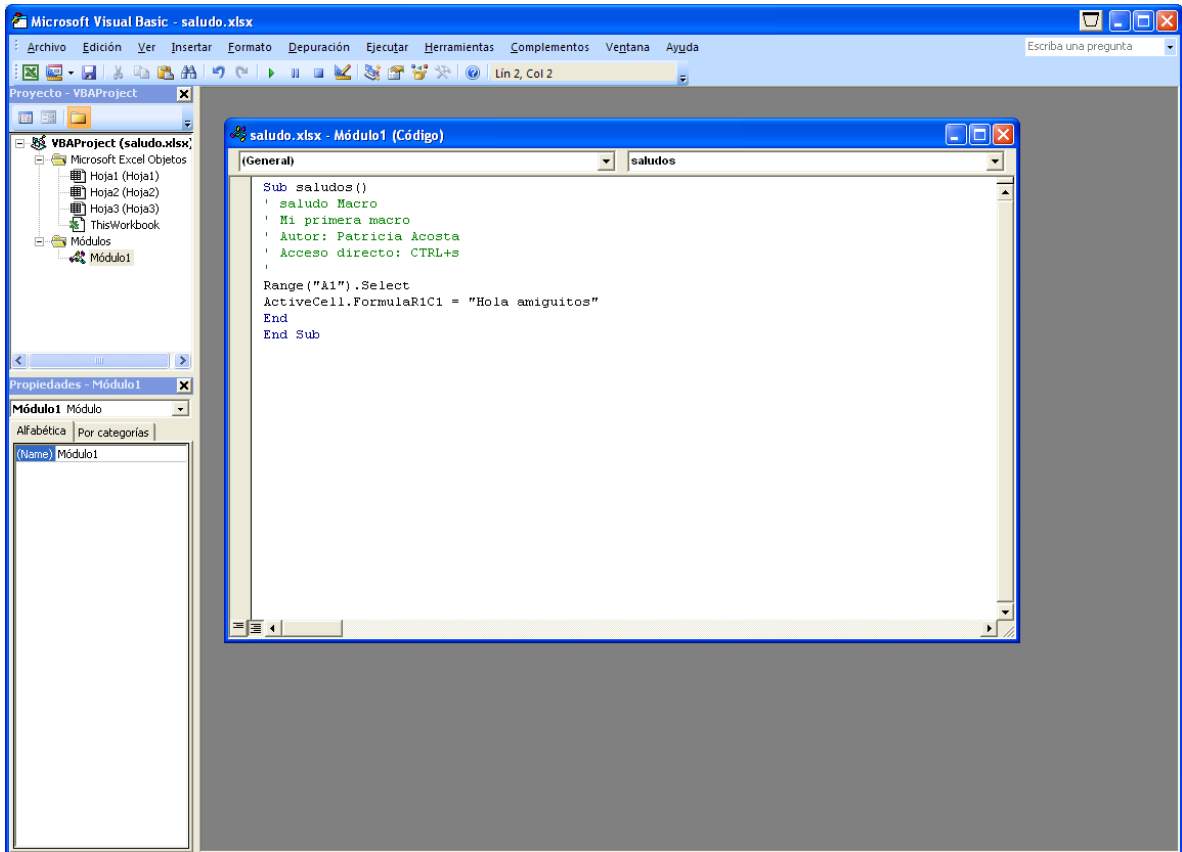 Microsoft Visual Basic - saludo.xlsx
Archivo Edición Ver Insertar Formato Depuración Ejecutar Herramientas Complementos Ventana Ayuda Escriba una pregunta
Lín 2, Col 2
Proyecto - VBAProject
VBAProject (saludo.xlsx)
Microsoft Excel Objetos
Hoja1 (Hoja1)
Hoja2 (Hoja2)
Hoja3 (Hoja3)
ThisWorkbook
Módulos
Módulo1
Propiedades - Módulo1
Módulo1 Módulo
Alfabética Por categorías
(Name) Módulo1
saludo.xlsx - Módulo1 (Código)
(General) saludos
Sub saludos()
' saludo Macro
' Mi primera macro
' Autor: Patricia Acosta
' Acceso directo: CTRL+s
'
Range("A1").Select
ActiveCell.FormulaR1C1 = "Hola amiguitos"
End
End Sub